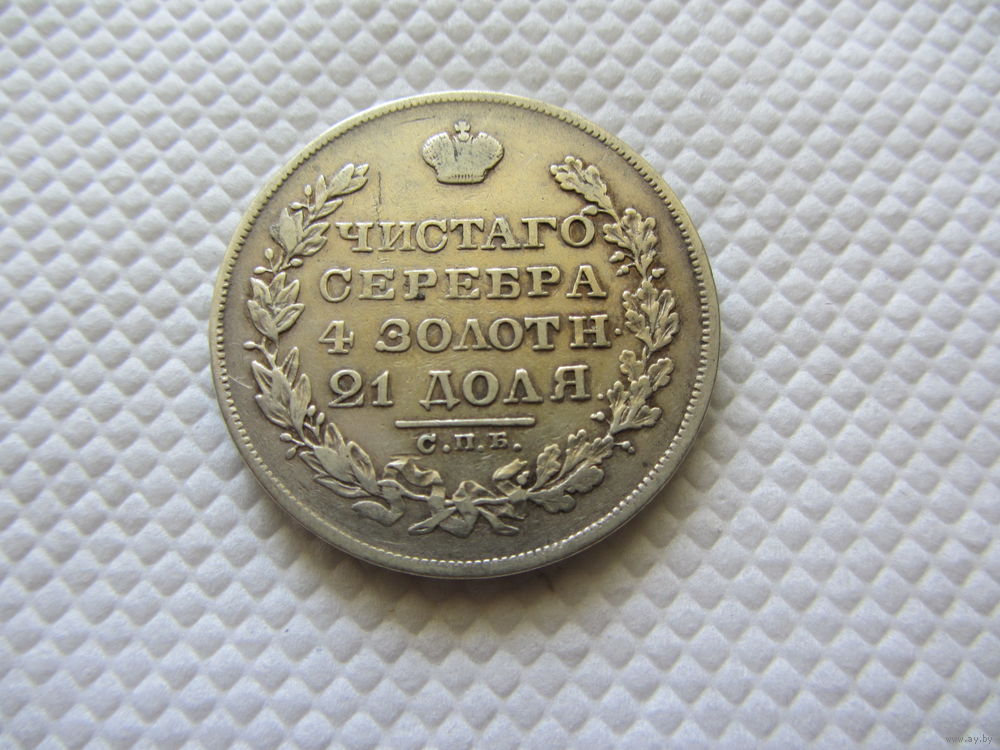 ЧИСТАГО
СЕРЕБРА
4 ЗОЛОТН.
21 ДОЛЯ.
С.П.Б.
www.ay.by